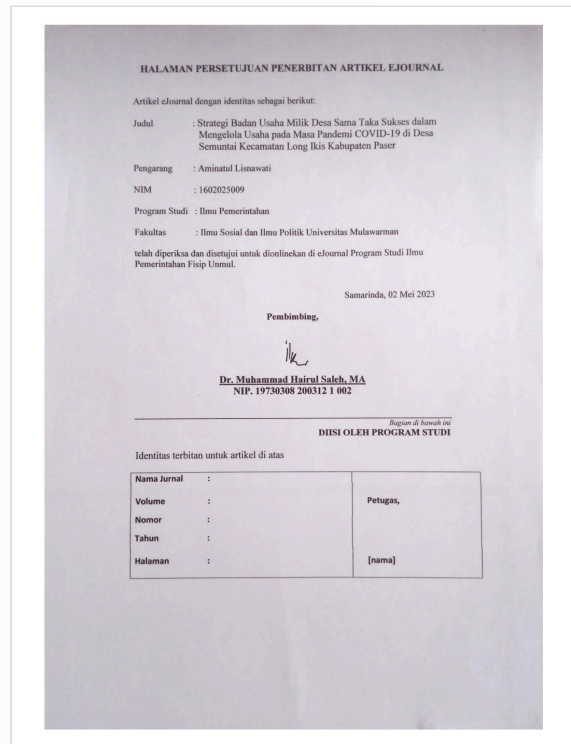 HALAMAN PERSETUJUAN PENERBITAN ARTIKEL EJOURNAL
Artikel eJournal dengan identitas sebagai berikut:
Judul : Strategi Badan Usaha Milik Desa Sama Taka Sukses dalam
Mengelola Usaha pada Masa Pandemi COVID-19 di Desa
Semuntai Kecamatan Long Ikis Kabupaten Paser
Pengarang : Aminatul Lisnawati
NIM : 1602025009
Program Studi : Ilmu Pemerintahan
Fakultas : Ilmu Sosial dan Ilmu Politik Universitas Mulawarman
telah diperiksa dan disetujui untuk dionlinekan di eJournal Program Studi Ilmu
Pemerintahan Fisip Unmul.
Samarinda, 02 Mei 2023
Pembimbing,
Dr. Muhammad Hairul Saleh, MA
NIP. 19730308 200312 1 002
Bagian di bawah ini
DIISI OLEH PROGRAM STUDI
Identitas terbitan untuk artikel di atas
Nama Jurnal :
Volume : Petugas,
Nomor :
Tahun :
Halaman : [nama]